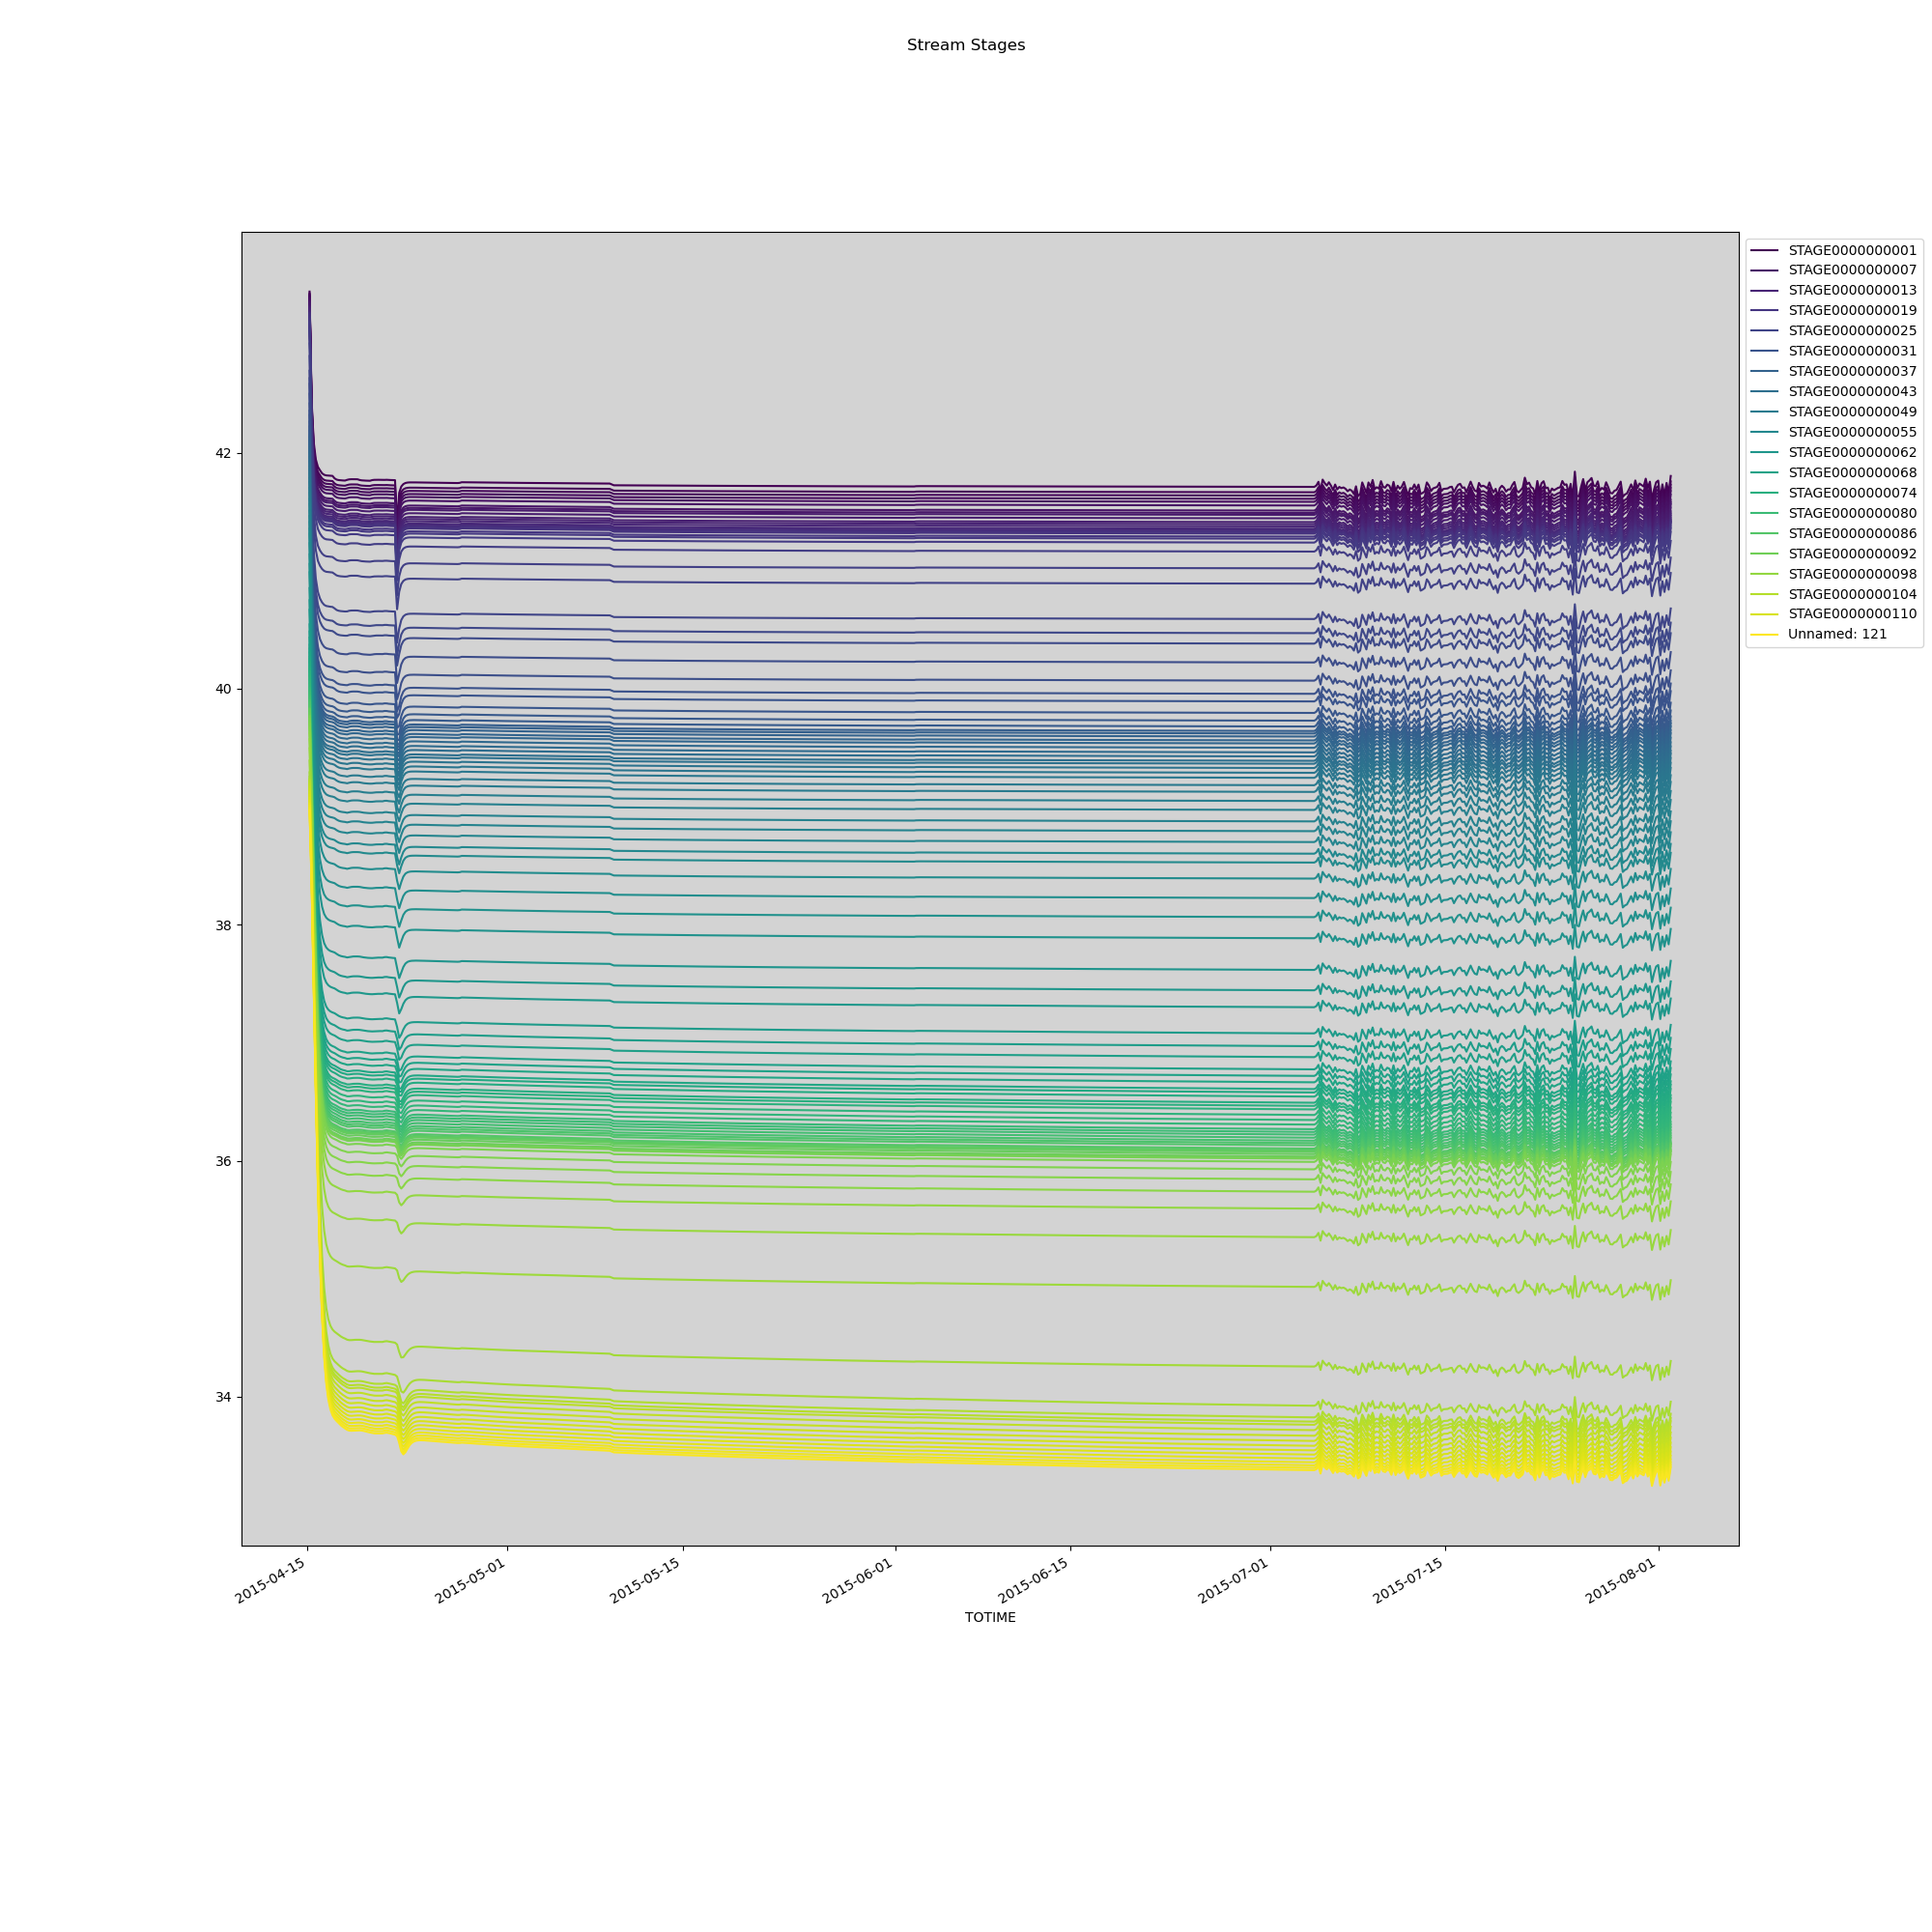 Stream Stages
42
40
38
36
34
2015-04-15
2015-05-01
2015-05-15
2015-06-01
2015-06-15
2015-07-01
2015-07-15
2015-08-01
TOTIME
STAGE0000000001
STAGE0000000007
STAGE0000000013
STAGE0000000019
STAGE0000000025
STAGE0000000031
STAGE0000000037
STAGE0000000043
STAGE0000000049
STAGE0000000055
STAGE0000000062
STAGE0000000068
STAGE0000000074
STAGE0000000080
STAGE0000000086
STAGE0000000092
STAGE0000000098
STAGE0000000104
STAGE0000000110
Unnamed: 121